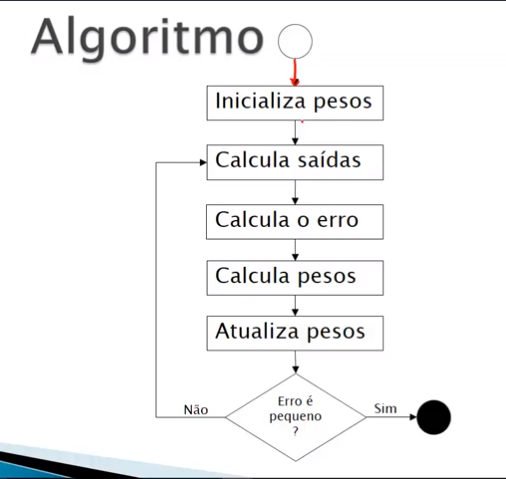 Algoritmo
Inicializa pesos
Calcula saídas
Calcula o erro
Calcula pesos
Atualiza pesos
Erro é
pequeno
?
Não
Sim